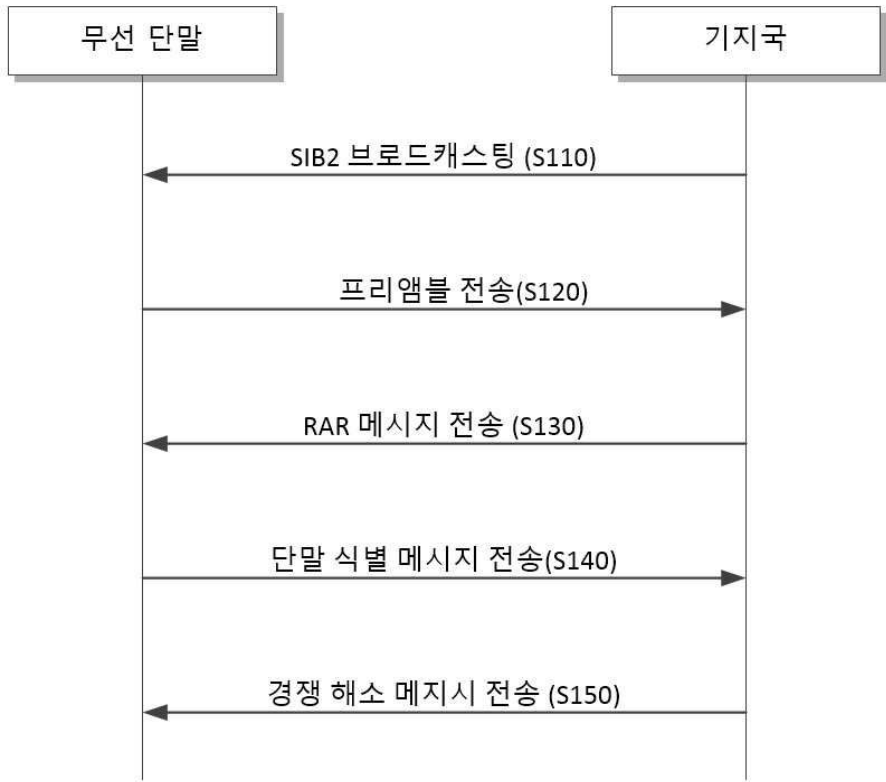 무선 단말
기지국
SIB2 브로드캐스팅 (S110)
프리앰블 전송(S120)
RAR 메시지 전송 (S130)
단말 식별 메시지 전송(S140)
경쟁 해소 메지시 전송 (S150)